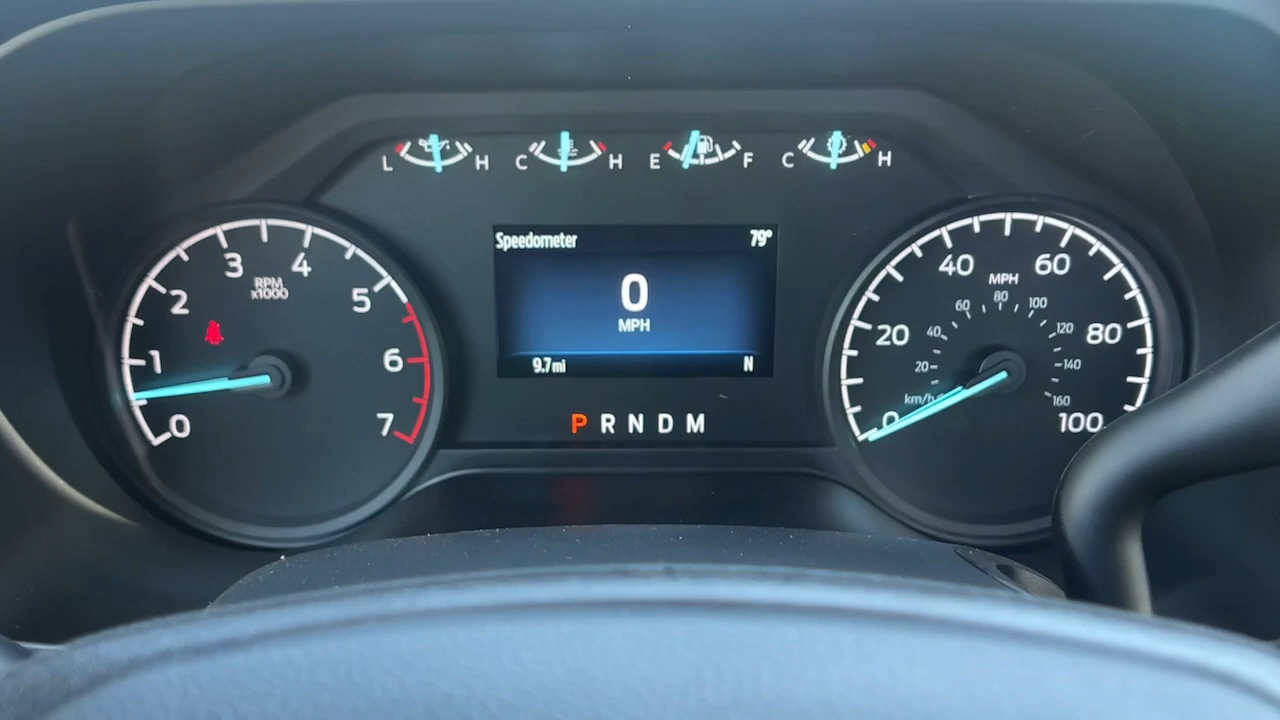 L H C H E F C H
Speedometer 79°
0
MPH
9.7mi N
P R N D M
0 1 2 3 4 5 6 7
RPM
x1000
0 20 40 60 80 100
MPH
20 40 60 80 100 120 140 160
km/h